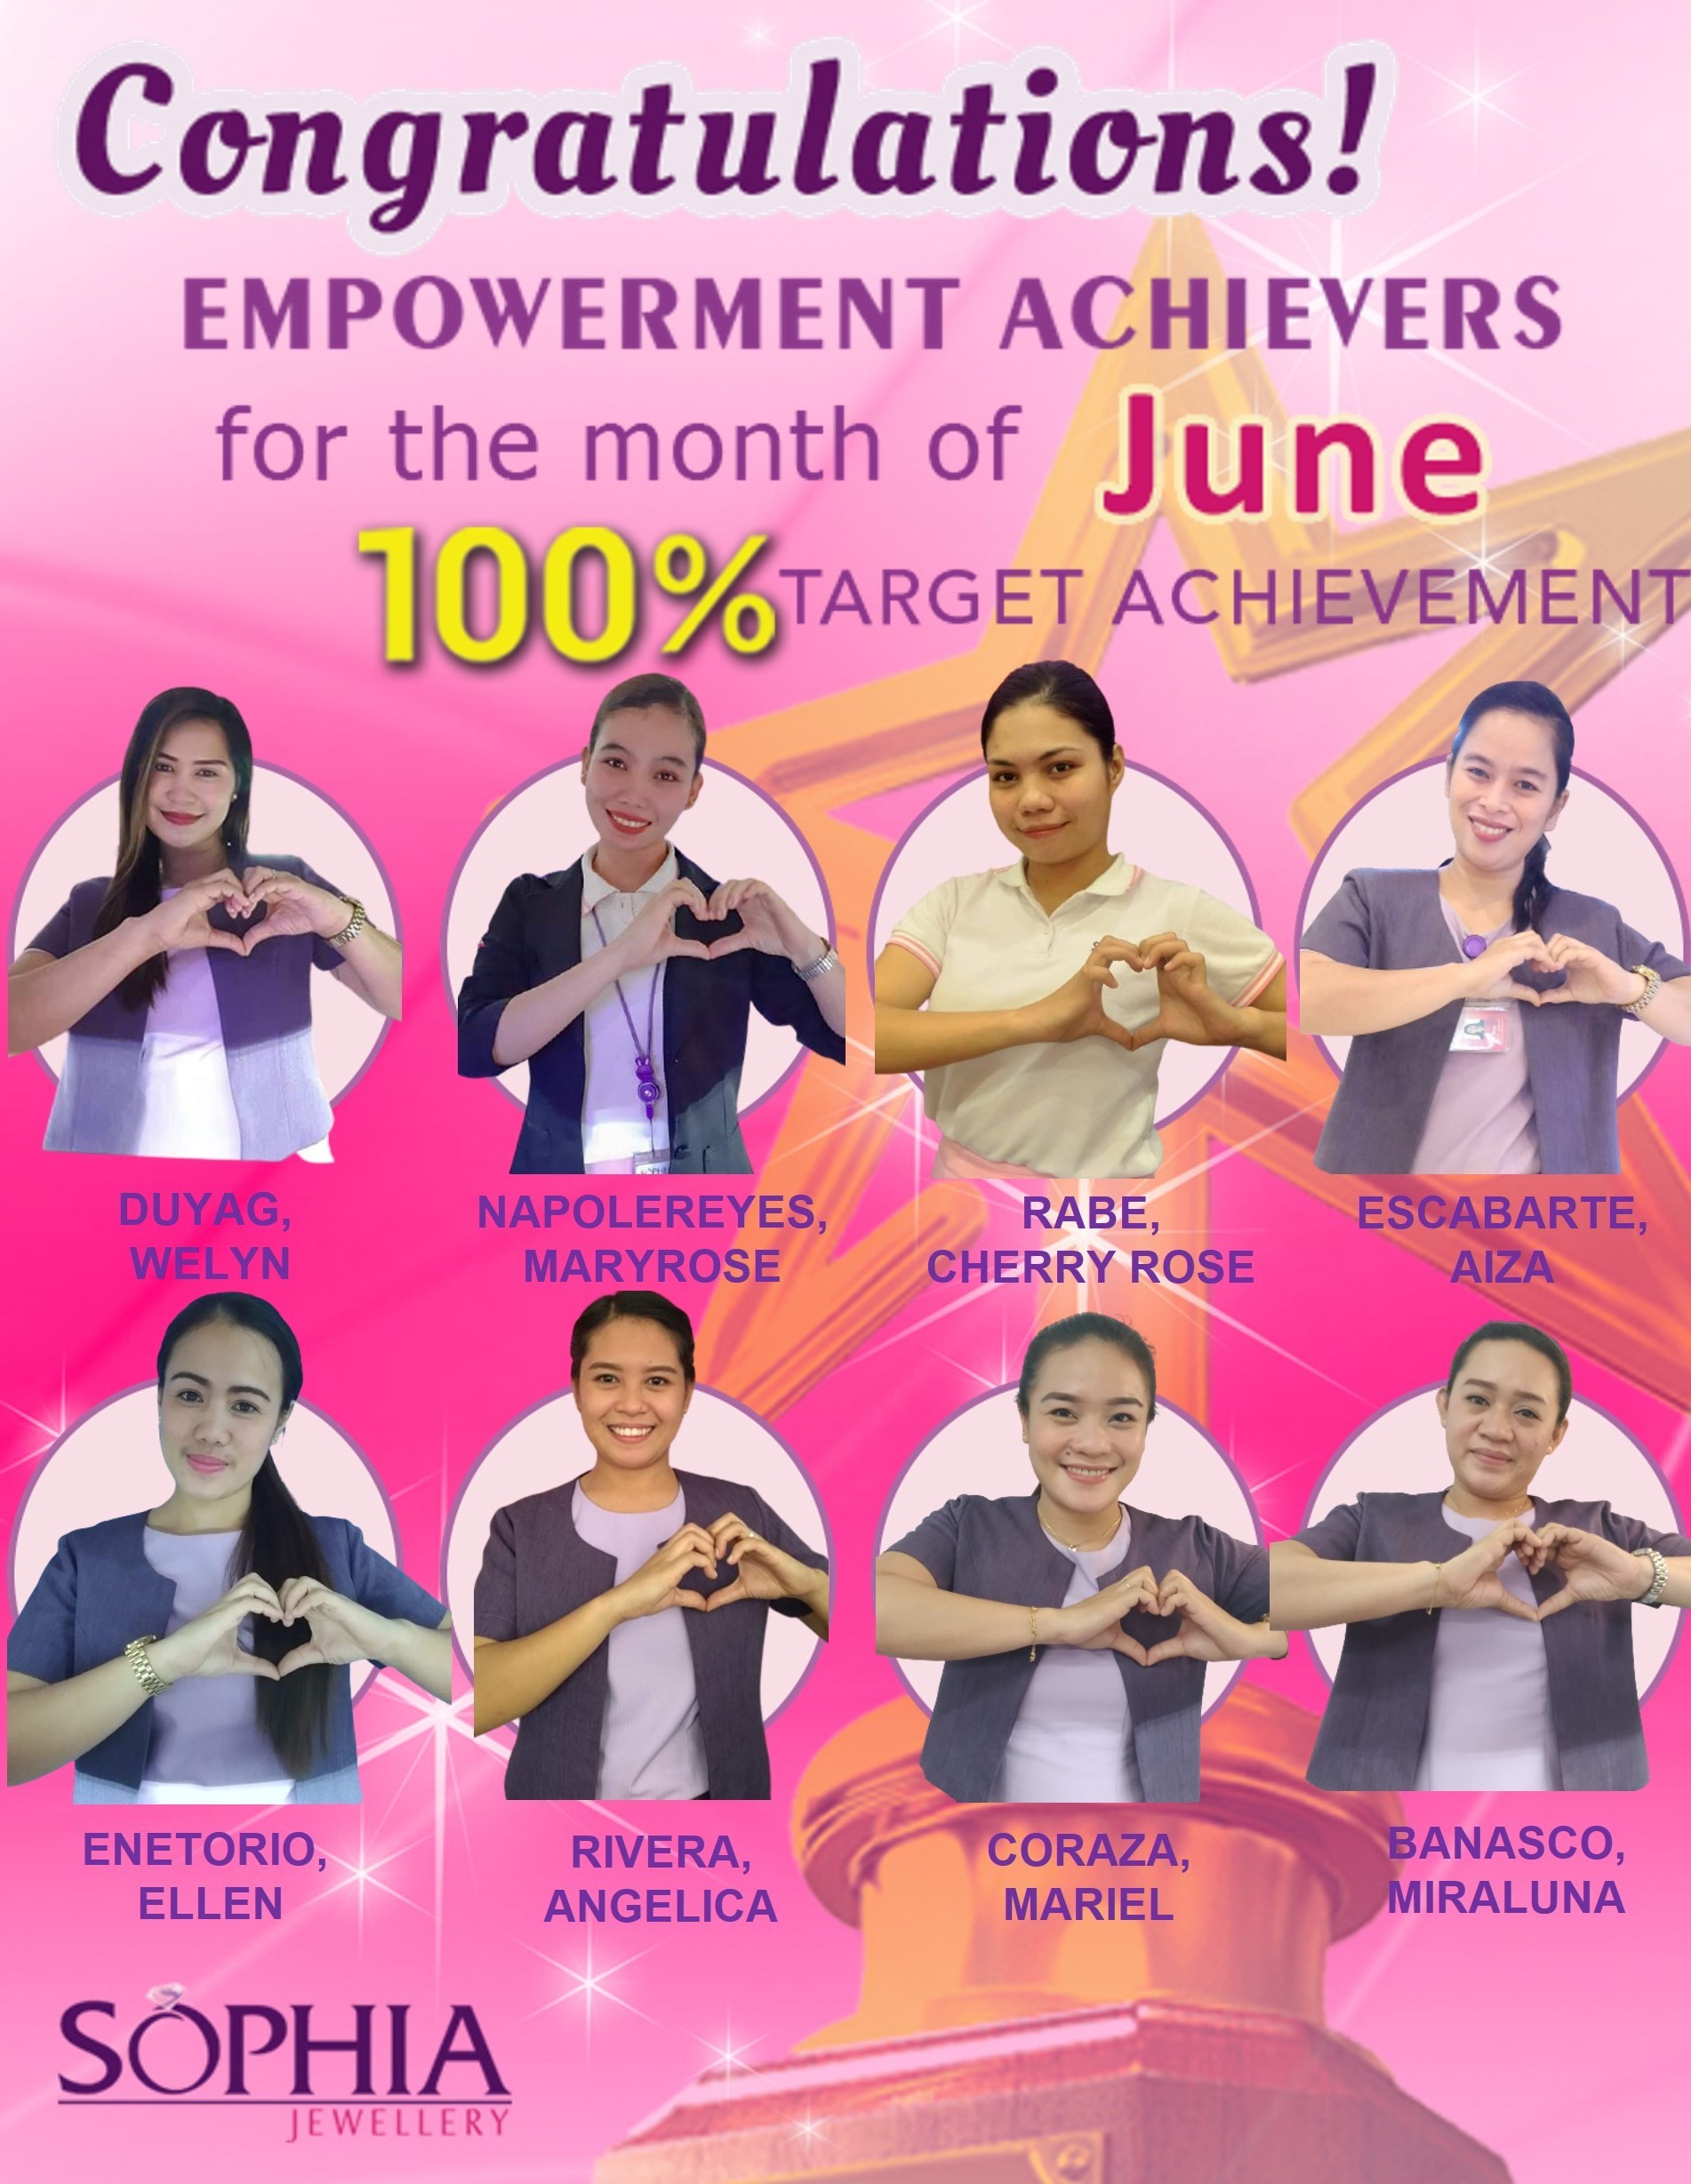 Congratulations!
EMPOWERMENT ACHIEVERS
for the month of June
100% TARGET ACHIEVEMENT
DUYAG,
WELYN
NAPOLEREYES,
MARYROSE
RABE,
CHERRY ROSE
ESCABARTE,
AIZA
ENETORIO,
ELLEN
RIVERA,
ANGELICA
CORAZA,
MARIEL
BANASCO,
MIRALUNA
SOPHIA
JEWELLERY